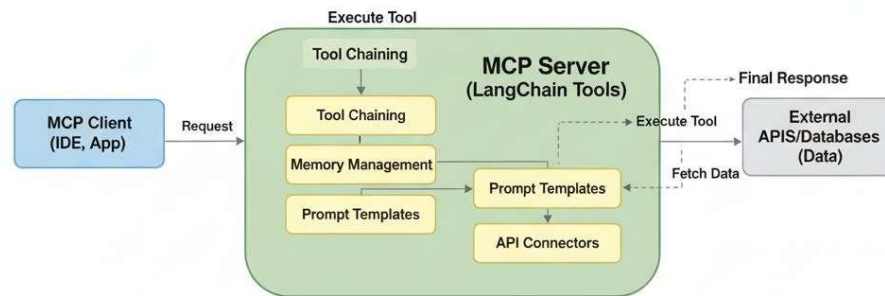 Execute Tool
Tool Chaining
MCP Server
(LangChain Tools)
Final Response
MCP Client
(IDE, App)
Request
Tool Chaining
Execute Tool
External
APIS/Databases
(Data)
Memory Management
Prompt Templates
Fetch Data
Prompt Templates
API Connectors